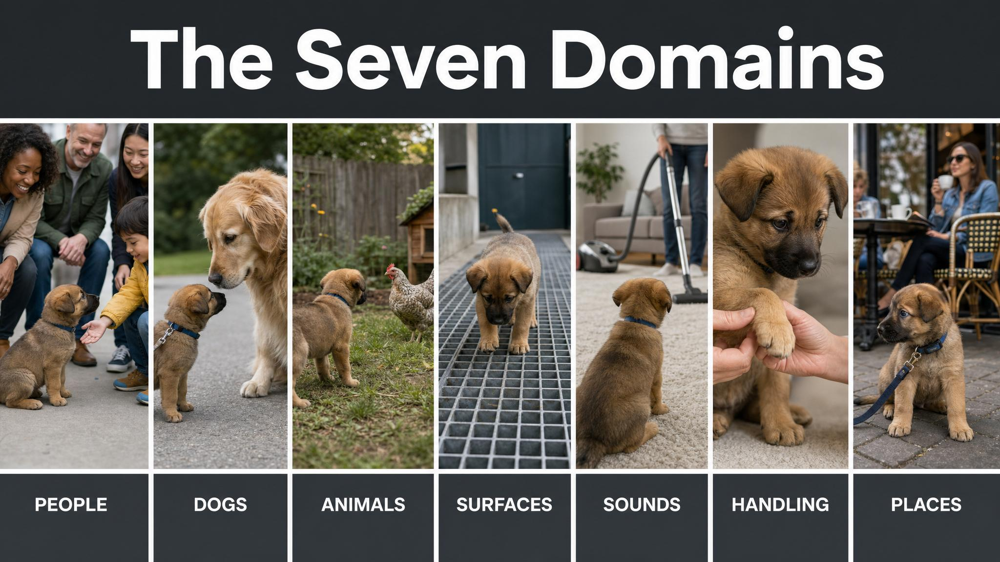 The Seven Domains
PEOPLE
DOGS
ANIMALS
SURFACES
SOUNDS
HANDLING
PLACES